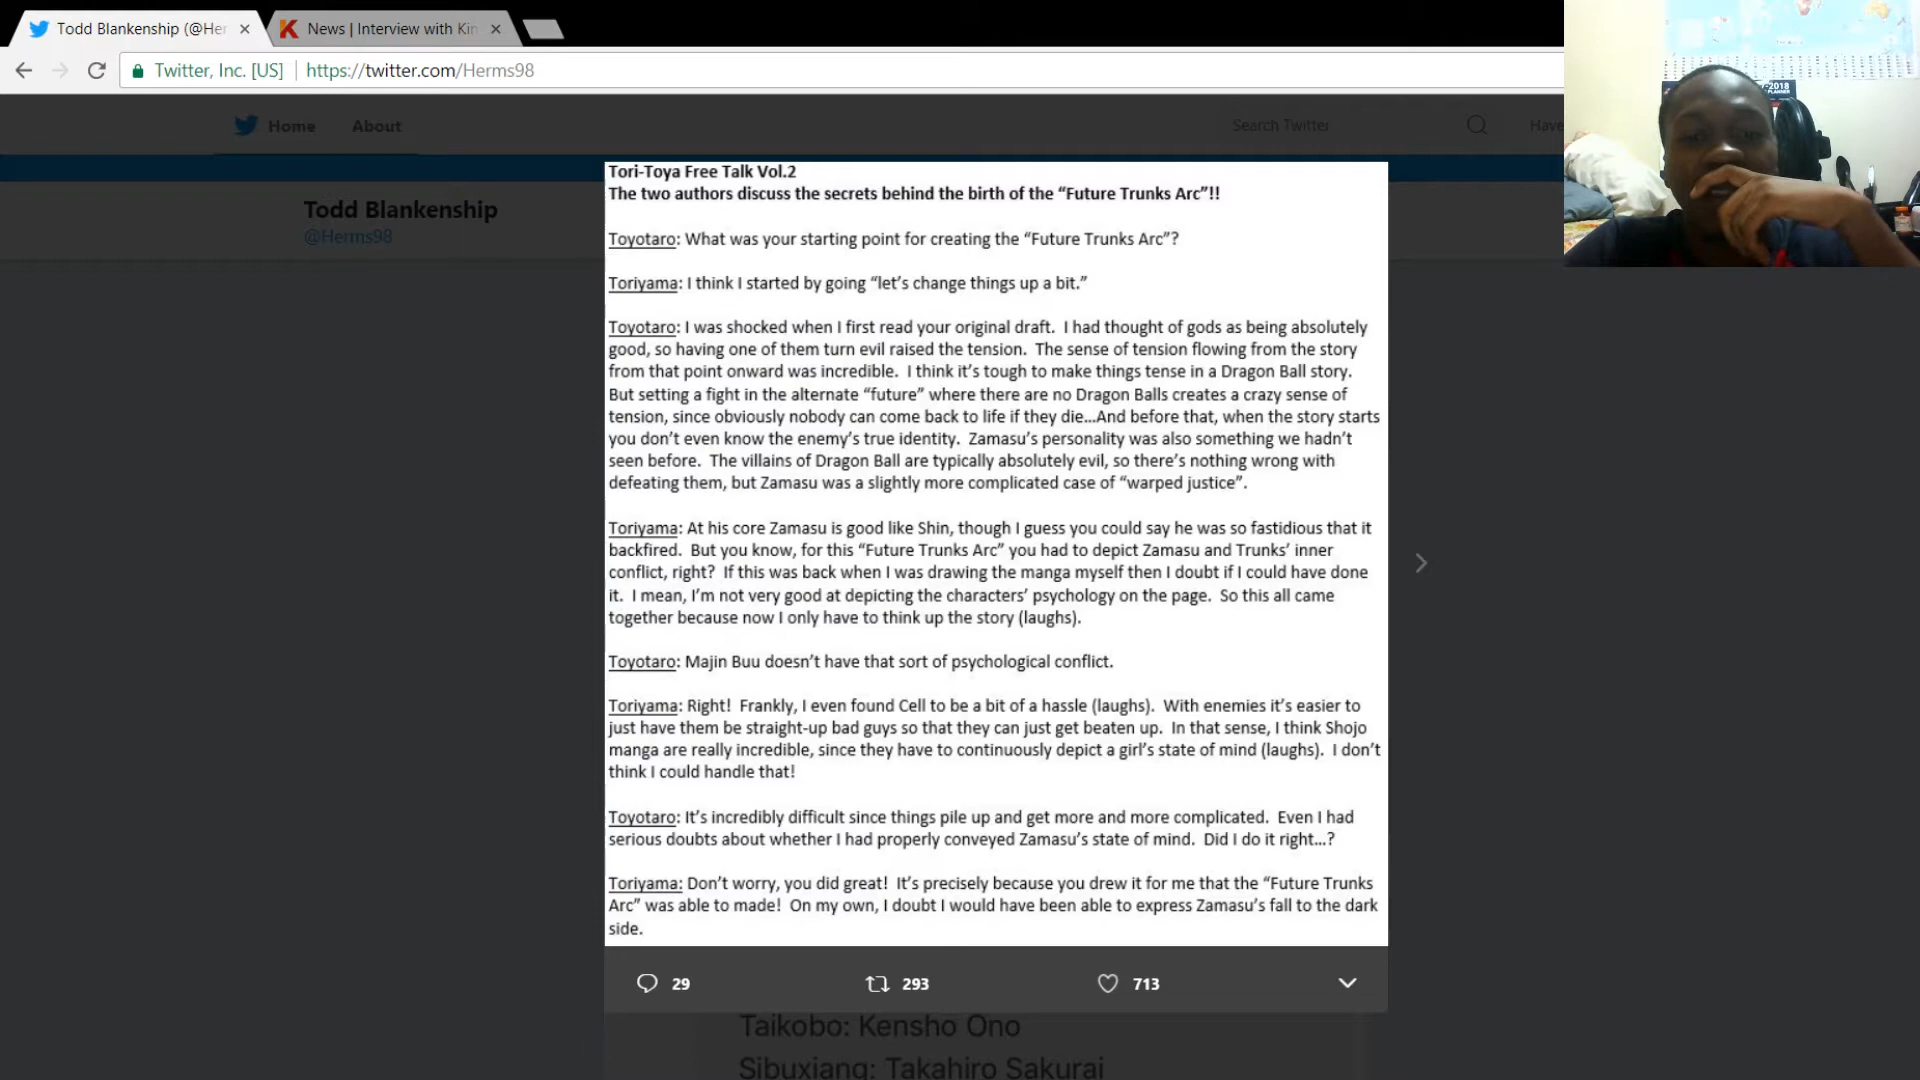 Todd Blankenship (@Her
News | Interview with Kin
Twitter, Inc. [US]
https://twitter.com/Herms98
Home
About
Search Twitter
Have
Todd Blankenship
@Herms98
Tori-Toya Free Talk Vol.2
The two authors discuss the secrets behind the birth of the “Future Trunks Arc”!!
Toyotaro: What was your starting point for creating the “Future Trunks Arc”?
Toriyama: I think I started by going “let’s change things up a bit.”
Toyotaro: I was shocked when I first read your original draft.  I had thought of gods as being absolutely
good, so having one of them turn evil raised the tension.  The sense of tension flowing from the story
from that point onward was incredible.  I think it’s tough to make things tense in a Dragon Ball story.
But setting a fight in the alternate “future” where there are no Dragon Balls creates a crazy sense of
tension, since obviously nobody can come back to life if they die...And before that, when the story starts
you don’t even know the enemy’s true identity.  Zamasu’s personality was also something we hadn’t
seen before.  The villains of Dragon Ball are typically absolutely evil, so there’s nothing wrong with
defeating them, but Zamasu was a slightly more complicated case of “warped justice”.
Toriyama: At his core Zamasu is good like Shin, though I guess you could say he was so fastidious that it
backfired.  But you know, for this “Future Trunks Arc” you had to depict Zamasu and Trunks’ inner
conflict, right?  If this was back when I was drawing the manga myself then I doubt if I could have done
it.  I mean, I’m not very good at depicting the characters’ psychology on the page.  So this all came
together because now I only have to think up the story (laughs).
Toyotaro: Majin Buu doesn’t have that sort of psychological conflict.
Toriyama: Right!  Frankly, I even found Cell to be a bit of a hassle (laughs).  With enemies it’s easier to
just have them be straight-up bad guys so that they can just get beaten up.  In that sense, I think Shojo
manga are really incredible, since they have to continuously depict a girl’s state of mind (laughs).  I don’t
think I could handle that!
Toyotaro: It’s incredibly difficult since things pile up and get more and more complicated.  Even I had
serious doubts about whether I had properly conveyed Zamasu’s state of mind.  Did I do it right...?
Toriyama: Don’t worry, you did great!  It’s precisely because you drew it for me that the “Future Trunks
Arc” was able to made!  On my own, I doubt I would have been able to express Zamasu’s fall to the dark
side.
29
293
713
Taikobo: Kensho Ono
Sibuxiang: Takahiro Sakurai